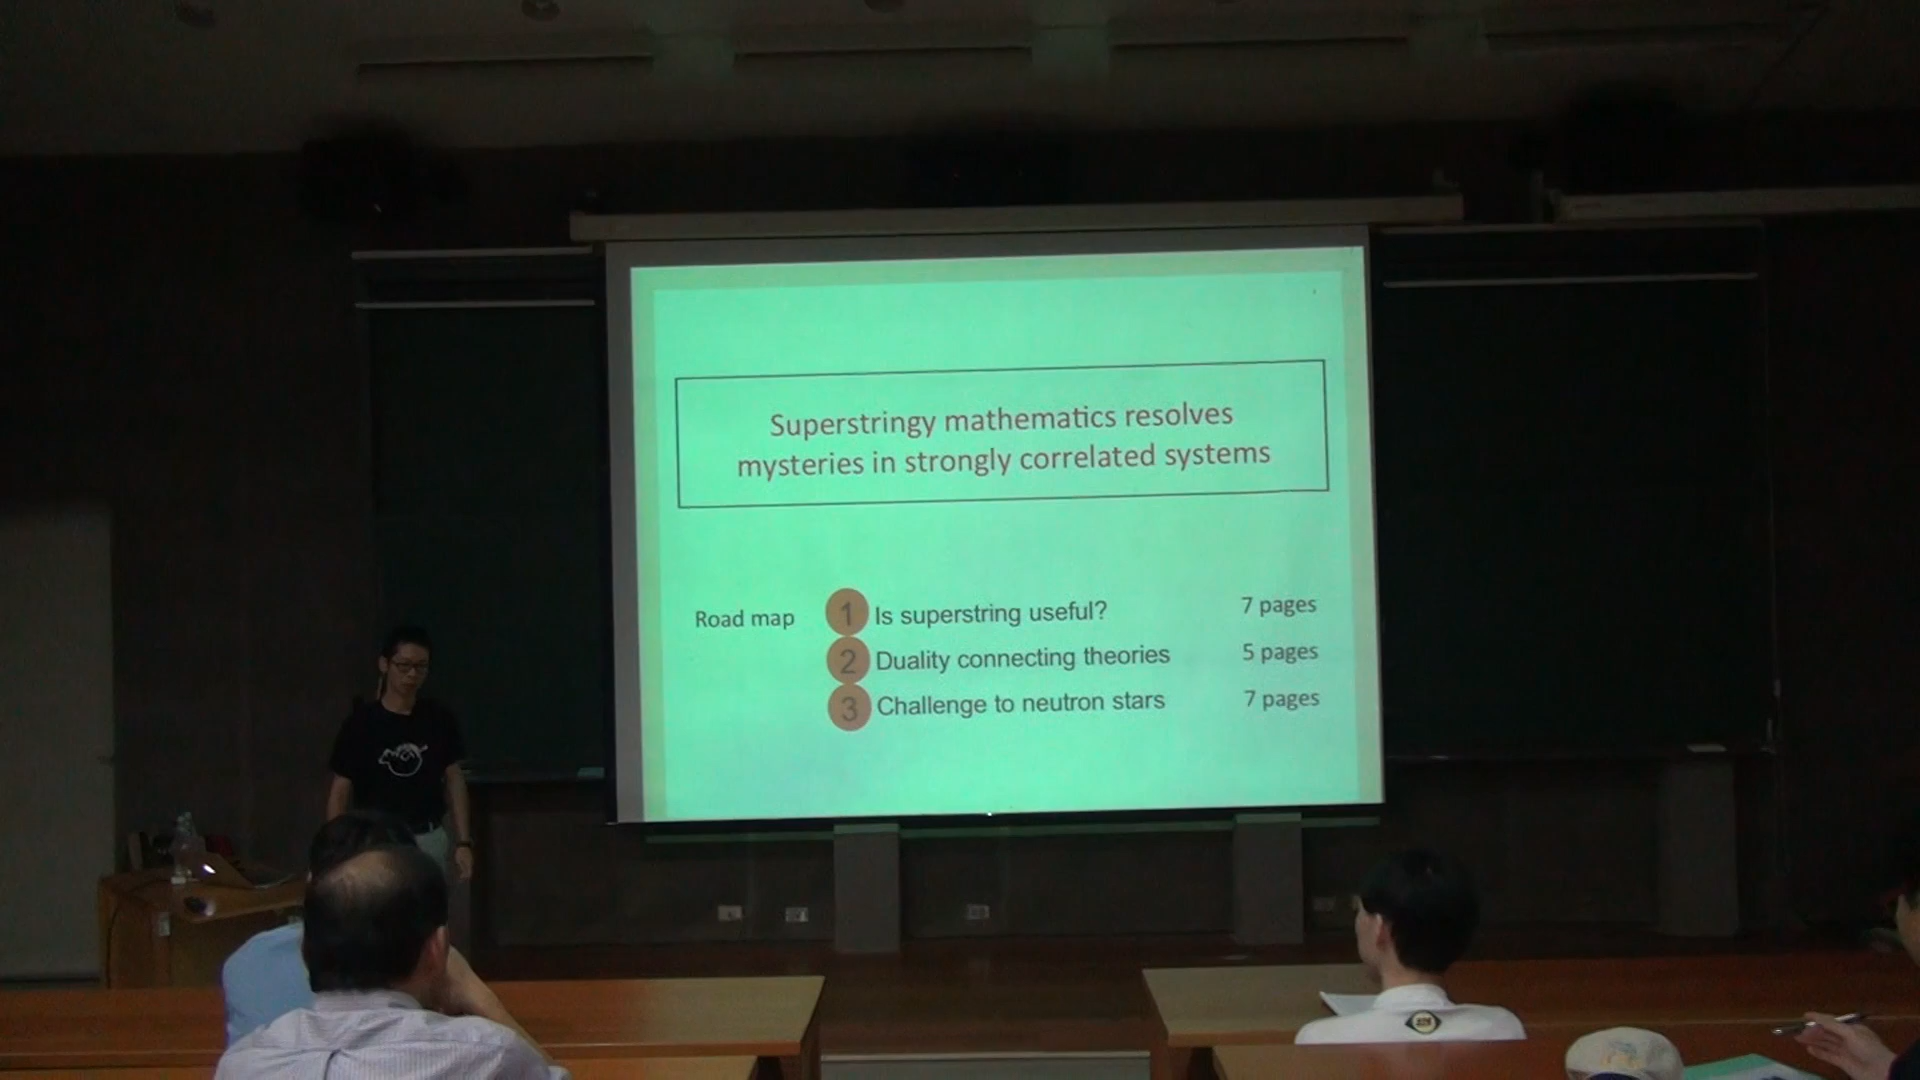 Superstringy mathematics resolves
mysteries in strongly correlated systems
Road map
1 Is superstring useful? 7 pages
2 Duality connecting theories 5 pages
3 Challenge to neutron stars 7 pages